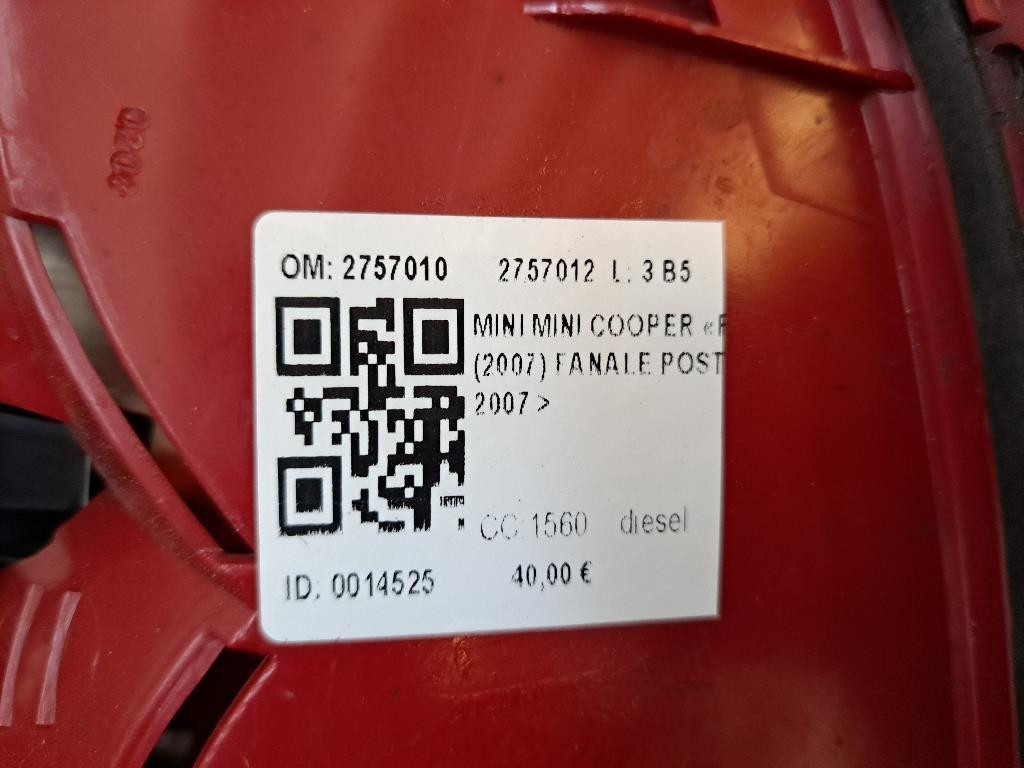 OM: 2757010 2757012 L: 3 B5
MINI MINI COOPER «F
(2007) FANALE POST
2007 >
CC 1560 diesel
ID: 0014525 40,00 €